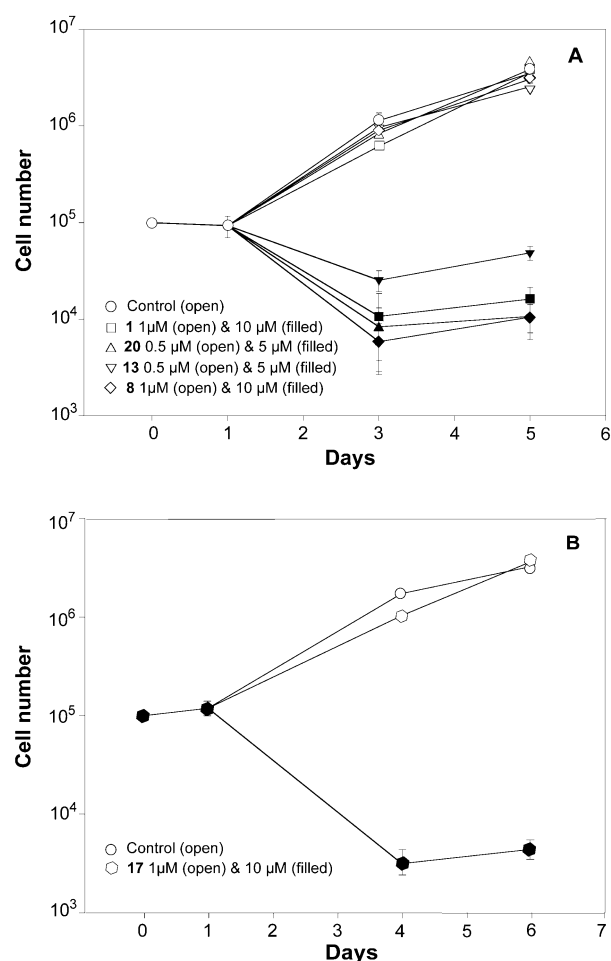 A
10^7
10^6
10^5
10^4
10^3
Cell number
Control (open)
1 1µM (open) & 10 µM (filled)
20 0.5 µM (open) & 5 µM (filled)
13 0.5 µM (open) & 5 µM (filled)
8 1µM (open) & 10 µM (filled)
0 1 2 3 4 5 6
Days
B
10^7
10^6
10^5
10^4
10^3
Cell number
Control (open)
17 1µM (open) & 10 µM (filled)
0 1 2 3 4 5 6 7
Days